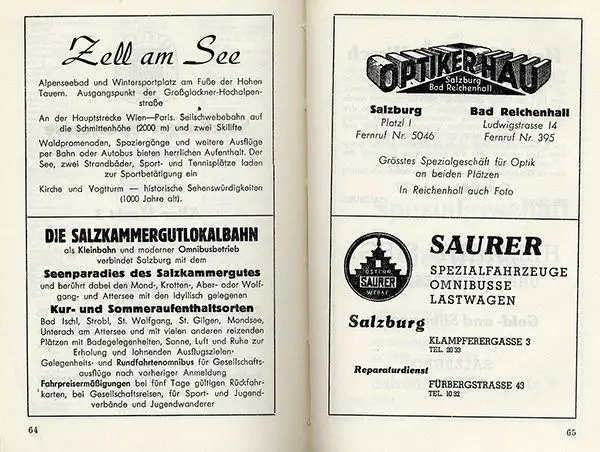 Zell am See
Alpenseebad und Wintersportplatz am Fuße der Hohen
Tauern. Ausgangspunkt der Großglockner-Hochalpen-
straße
An der Hauptstrecke Wien—Paris. Seilschwebebahn auf
die Schmittenhöhe (2000 m) und zwei Skilifte
Waldpromenaden, Spaziergänge und weitere Ausflüge
per Bahn oder Autobus bieten herrlichen Aufenthalt. Der
See, zwei Strandbäder, Sport- und Tennisplätze laden
zur Sportbetätigung ein
Kirche und Vogtturm — historische Sehenswürdigkeiten
(1000 Jahre alt).
DIE SALZKAMMERGUTLOKALBAHN
als Kleinbahn und moderner Omnibusbetrieb
verbindet Salzburg mit dem
Seenparadies des Salzkammergutes
und berührt dabei den Mond-, Krotten-, Aber- oder Wolf-
gang- und Attersee mit den idyllisch gelegenen
Kur- und Sommeraufenthaltsorten
Bad Ischl, Strobl, St. Wolfgang, St. Gilgen, Mondsee,
Unterach am Attersee und mit vielen anderen reizenden
Plätzen mit Badegelegenheiten, Sonne, Luft und Ruhe zur
Erholung und lohnenden Ausflugszielen
Gelegenheits- und Rundfahrtenomnibus für Gesellschafts-
ausflüge nach vorheriger Anmeldung
Fahrpreisermäßigungen bei fünf Tage gültigen Rückfahr-
karten, bei Gesellschaftsreisen, für Sport- und Jugend-
verbände und Jugendwanderer
64
OPTIKER HAU
Salzburg
Bad Reichenhall
Salzburg
Platzl 1
Fernruf Nr. 5046
Bad Reichenhall
Ludwigstrasse 14
Fernruf Nr. 395
Grösstes Spezialgeschäft für Optik
an beiden Plätzen
In Reichenhall auch Foto
ÖSTERR.
SAURER
WERKE
SAURER
SPEZIALFAHRZEUGE
OMNIBUSSE
LASTWAGEN
Salzburg
KLAMPFERERGASSE 3
TEL. 20 33
Reparaturdienst
FÜRBERGSTRASSE 43
TEL. 10 32
65